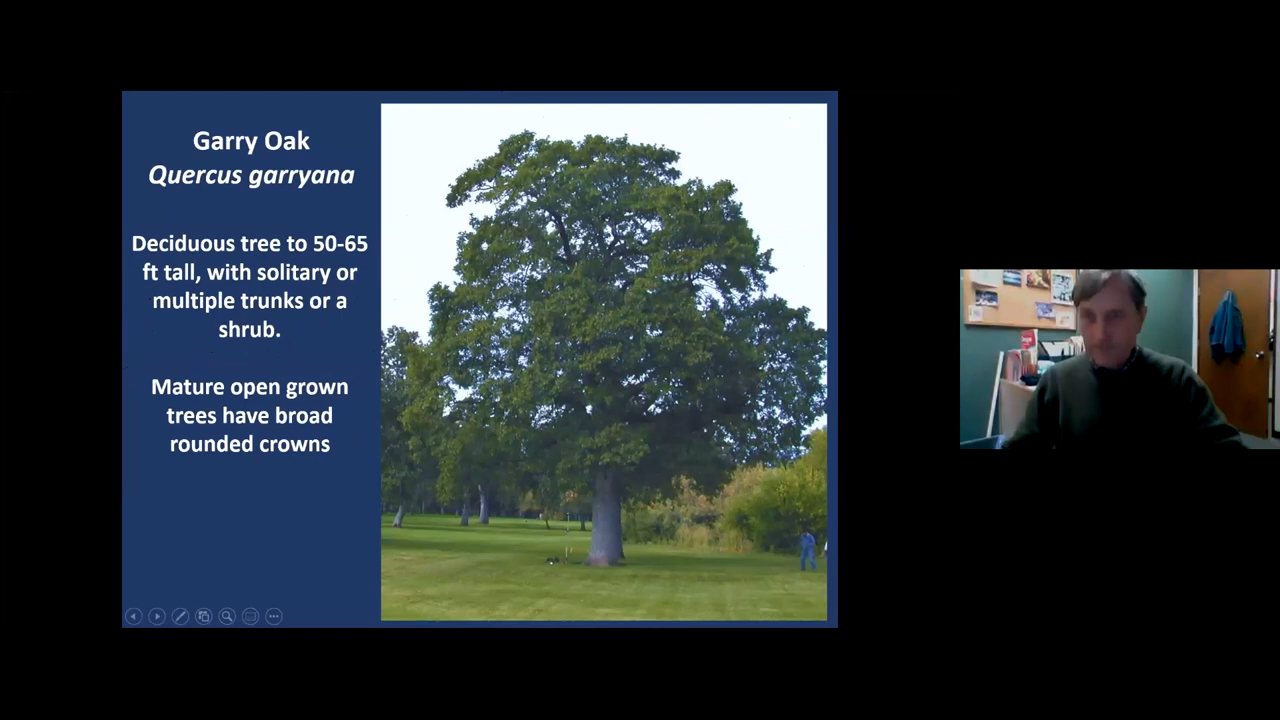 Garry Oak
Quercus garryana
Deciduous tree to 50-65
ft tall, with solitary or
multiple trunks or a
shrub.
Mature open grown
trees have broad
rounded crowns